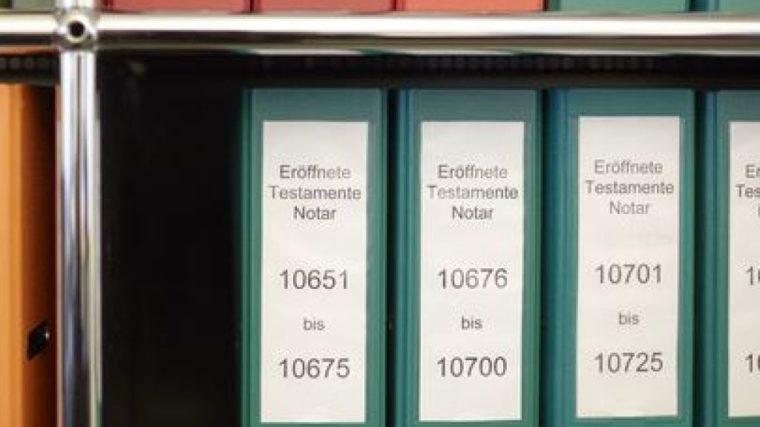 Eröffnete
Testamente
Notar
10651
bis
10675
Eröffnete
Testamente
Notar
10676
bis
10700
Eröffnete
Testamente
Notar
10701
bis
10725